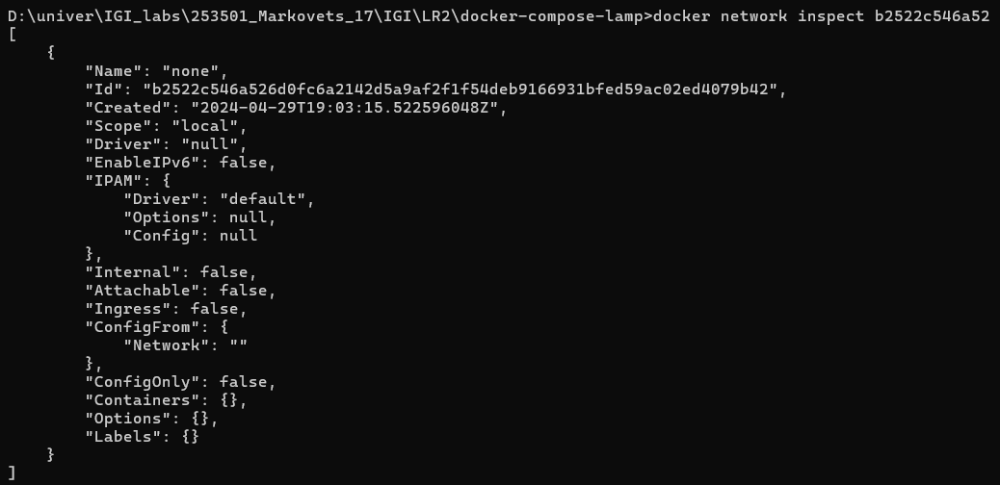 D:\univer\IGI_labs\253501_Markovets_17\IGI\LR2\docker-compose-lamp>docker network inspect b2522c546a52
[
    {
        "Name": "none",
        "Id": "b2522c546a526d0fc6a2142d5a9af2f1f54deb9166931bfed59ac02ed4079b42",
        "Created": "2024-04-29T19:03:15.522596048Z",
        "Scope": "local",
        "Driver": "null",
        "EnableIPv6": false,
        "IPAM": {
            "Driver": "default",
            "Options": null,
            "Config": null
        },
        "Internal": false,
        "Attachable": false,
        "Ingress": false,
        "ConfigFrom": {
            "Network": ""
        },
        "ConfigOnly": false,
        "Containers": {},
        "Options": {},
        "Labels": {}
    }
]